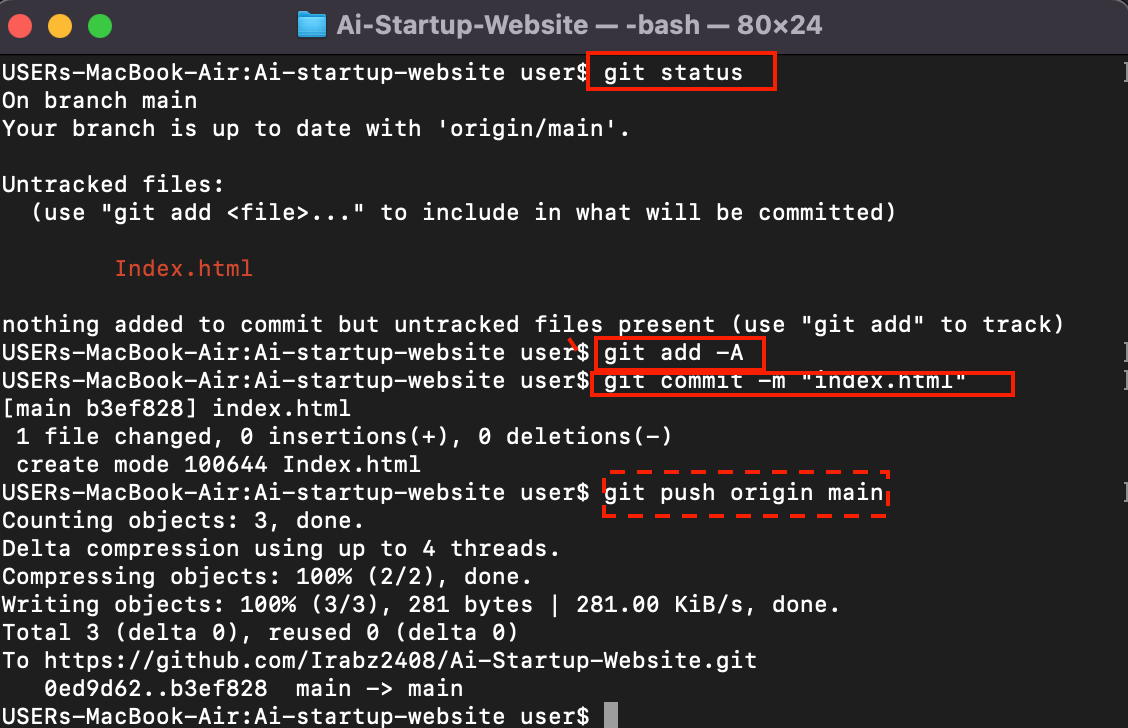 Ai-Startup-Website — -bash — 80×24
USERs-MacBook-Air:Ai-startup-website user$ git status
On branch main
Your branch is up to date with 'origin/main'.
Untracked files:
  (use "git add <file>..." to include in what will be committed)
        Index.html
nothing added to commit but untracked files present (use "git add" to track)
USERs-MacBook-Air:Ai-startup-website user$ git add -A
USERs-MacBook-Air:Ai-startup-website user$ git commit -m "index.html"
[main b3ef828] index.html
 1 file changed, 0 insertions(+), 0 deletions(-)
 create mode 100644 Index.html
USERs-MacBook-Air:Ai-startup-website user$ git push origin main
Counting objects: 3, done.
Delta compression using up to 4 threads.
Compressing objects: 100% (2/2), done.
Writing objects: 100% (3/3), 281 bytes | 281.00 KiB/s, done.
Total 3 (delta 0), reused 0 (delta 0)
To https://github.com/Irabz2408/Ai-Startup-Website.git
   0ed9d62..b3ef828  main -> main
USERs-MacBook-Air:Ai-startup-website user$